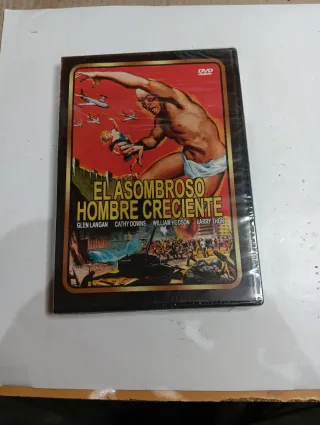 DVD
EL ASOMBROSO
HOMBRE CRECIENTE
GLEN LANGAN CATHY DOWNS WILLIAM HUDSON LARRY THOR